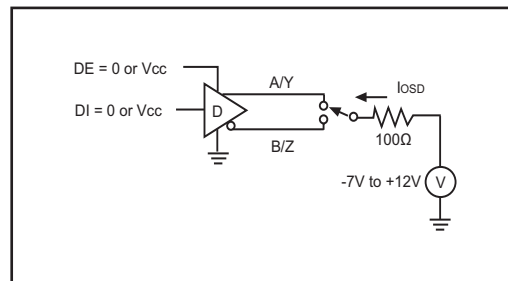 DE = 0 or Vcc
A/Y
IOSD
DI = 0 or Vcc
D
100Ω
B/Z
-7V to +12V
V